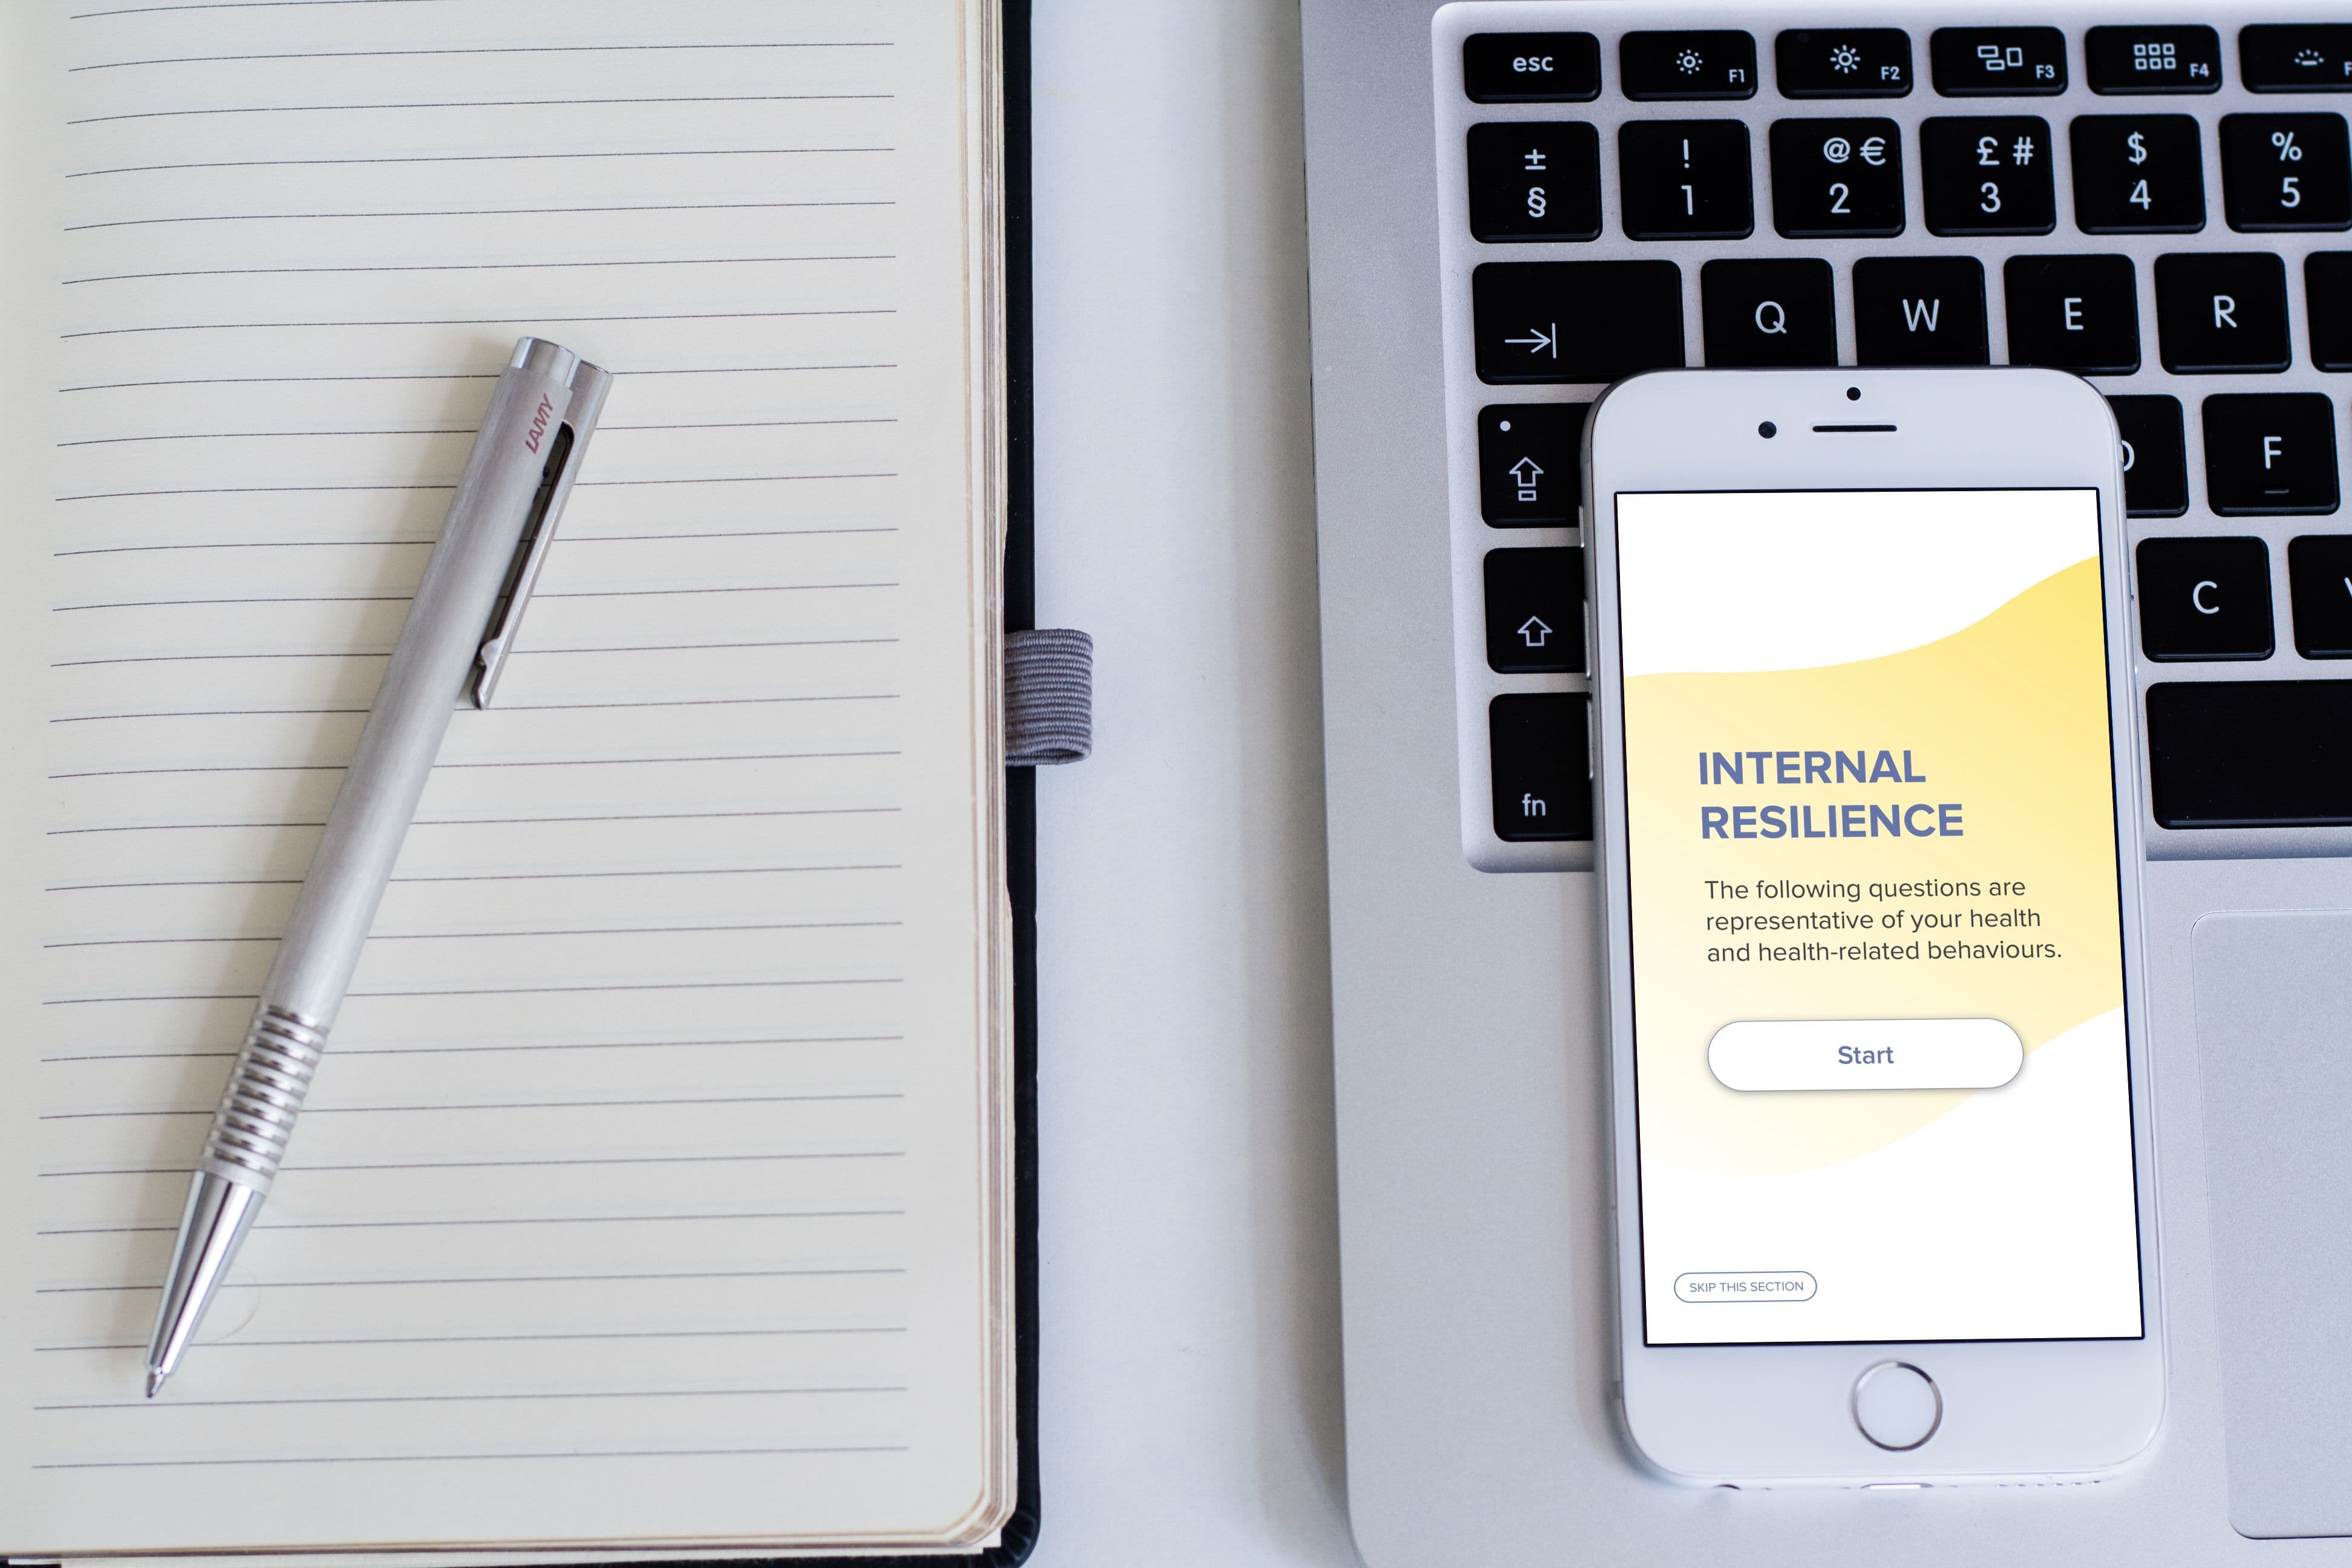 LAMY
esc
F1
F2
F3
F4
±
§
!
1
@ €
2
£ #
3
$
4
%
5
Q
W
E
R
F
C
fn
INTERNAL
RESILIENCE
The following questions are
representative of your health
and health-related behaviours.
Start
SKIP THIS SECTION